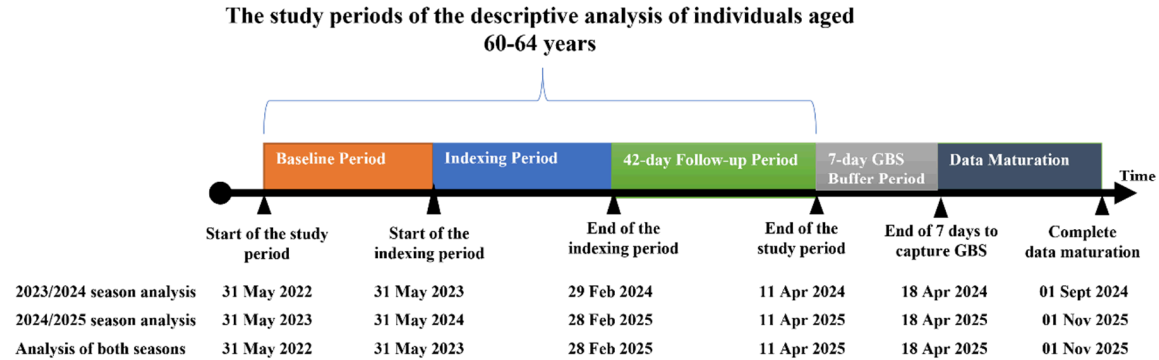 The study periods of the descriptive analysis of individuals aged
60-64 years
Baseline Period
Indexing Period
42-day Follow-up Period
7-day GBS
Buffer Period
Data Maturation
Time
Start of the study
period
Start of the
indexing period
End of the
indexing period
End of the
study period
End of 7 days to
capture GBS
Complete
data maturation
2023/2024 season analysis 31 May 2022 31 May 2023 29 Feb 2024 11 Apr 2024 18 Apr 2024 01 Sept 2024
2024/2025 season analysis 31 May 2023 31 May 2024 28 Feb 2025 11 Apr 2025 18 Apr 2025 01 Nov 2025
Analysis of both seasons 31 May 2022 31 May 2023 28 Feb 2025 11 Apr 2025 18 Apr 2025 01 Nov 2025